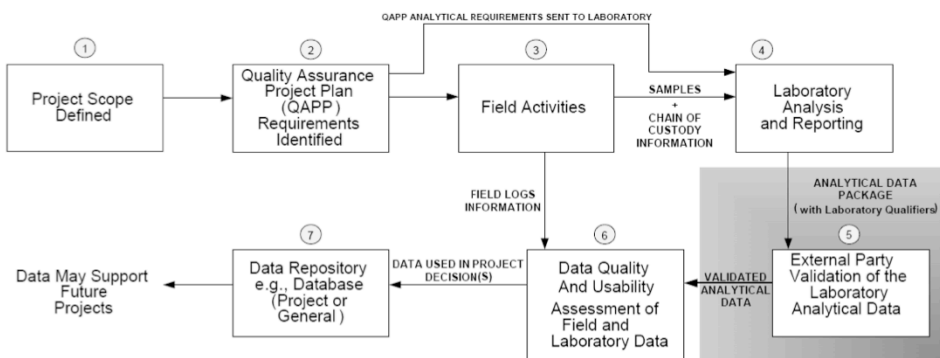 QAPP ANALYTICAL REQUIREMENTS SENT TO LABORATORY
1
Project Scope
Defined
2
Quality Assurance
Project Plan
(QAPP)
Requirements
Identified
3
Field Activities
SAMPLES
+
CHAIN OF
CUSTODY
INFORMATION
4
Laboratory
Analysis
and Reporting
ANALYTICAL DATA
PACKAGE
(with Laboratory Qualifiers)
FIELD LOGS
INFORMATION
5
External Party
Validation of the
Laboratory
Analytical Data
VALIDATED
ANALYTICAL
DATA
6
Data Quality
And Usability
Assessment of
Field and
Laboratory Data
DATA USED IN PROJECT
DECISION(S)
7
Data Repository
e.g., Database
(Project or
General)
Data May Support
Future
Projects